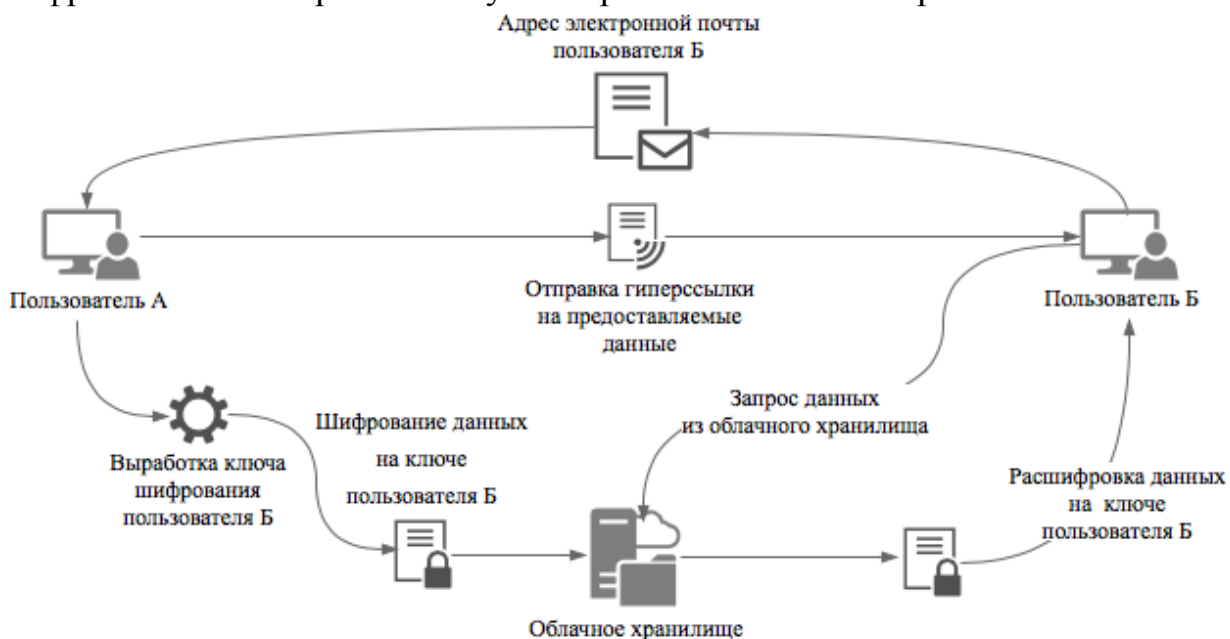 Адрес электронной почты
пользователя Б
Пользователь А
Отправка гиперссылки
на предоставляемые
данные
Пользователь Б
Выработка ключа
шифрования
пользователя Б
Шифрование данных
на ключе
пользователя Б
Запрос данных
из облачного хранилища
Расшифровка данных
на ключе
пользователя Б
Облачное хранилище